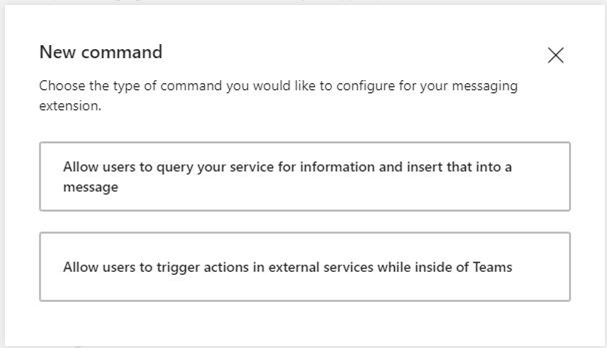 New command
Choose the type of command you would like to configure for your messaging
extension.
Allow users to query your service for information and insert that into a
message
Allow users to trigger actions in external services while inside of Teams